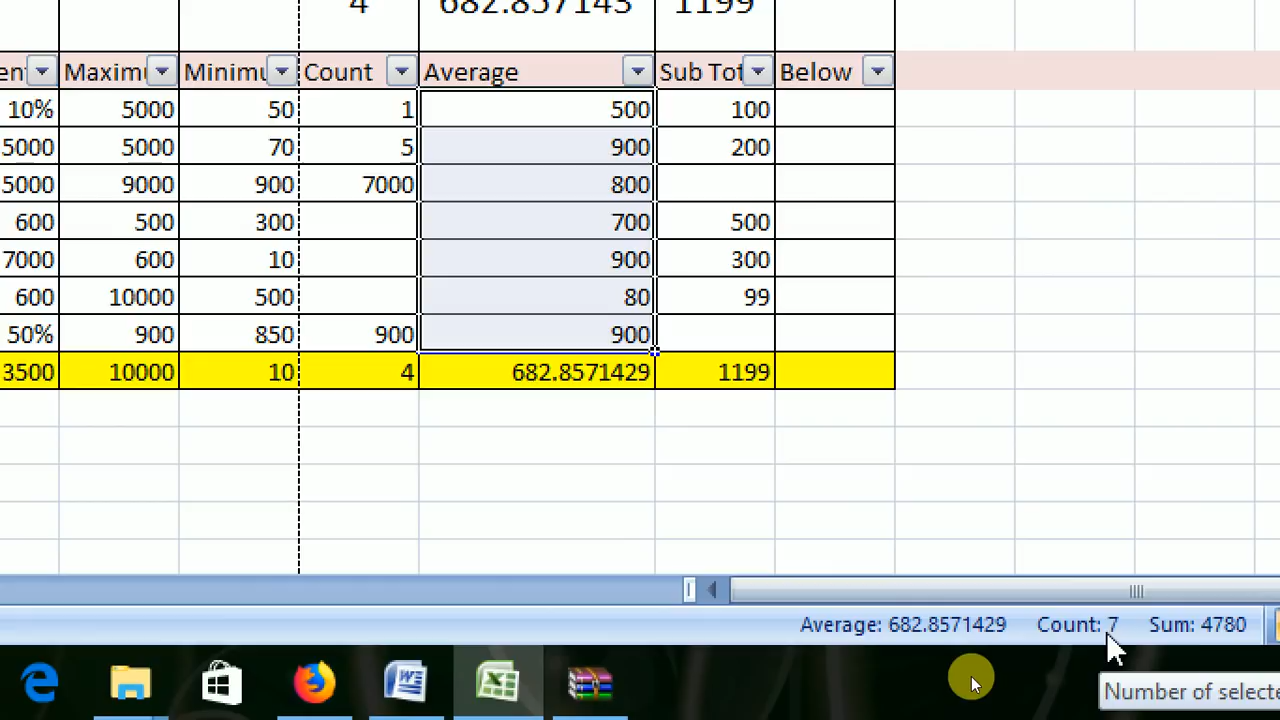 4 682.857143 1199
Maximu Minimu Count Average Sub Tot Below
10% 5000 50 1 500 100
5000 5000 70 5 900 200
5000 9000 900 7000 800
600 500 300 700 500
7000 600 10 900 300
600 10000 500 80 99
50% 900 850 900 900
3500 10000 10 4 682.8571429 1199
Average: 682.8571429 Count: 7 Sum: 4780
Number of selecte